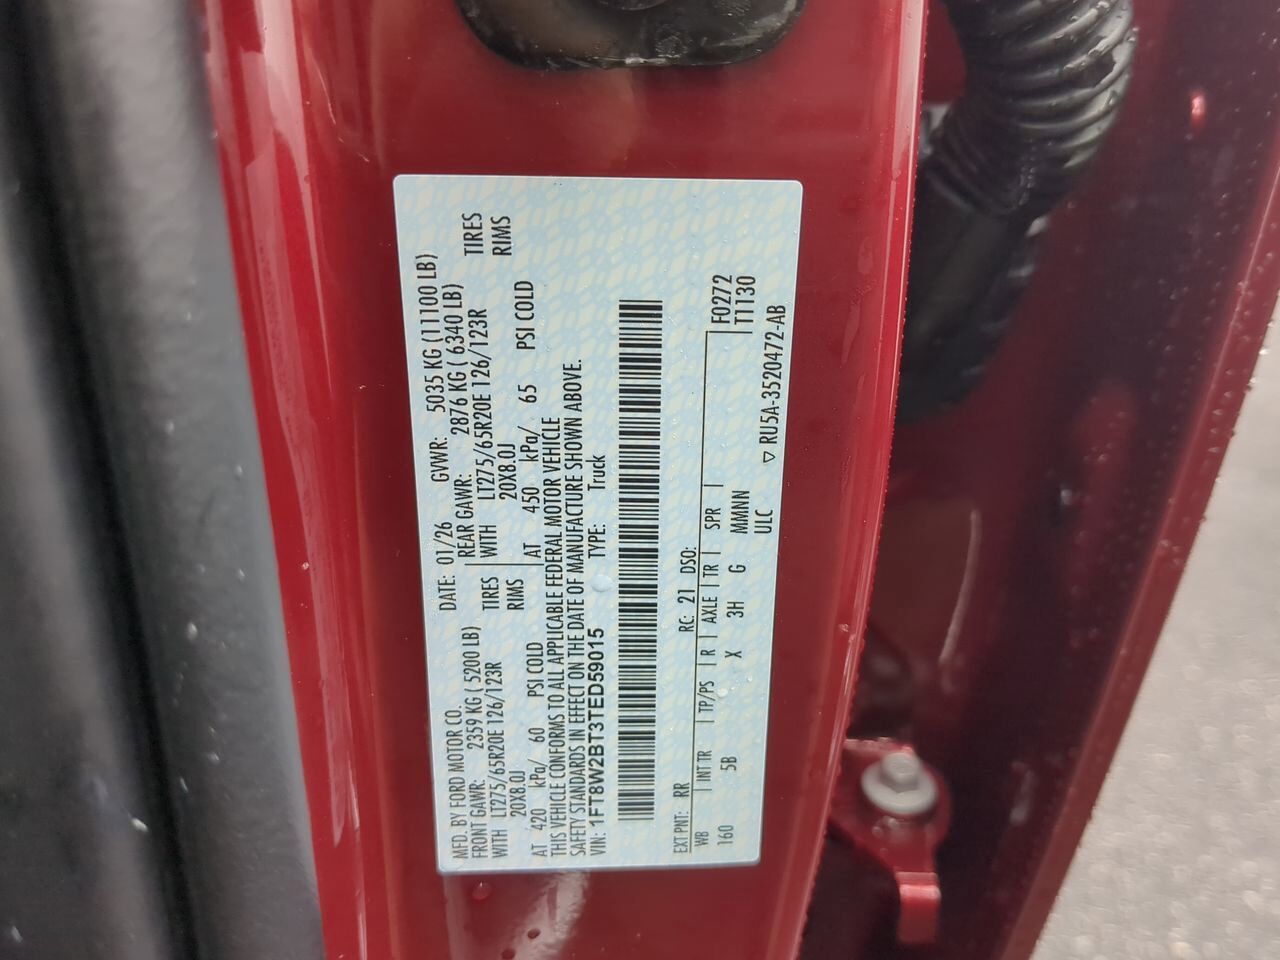 MFD. BY FORD MOTOR CO. DATE: 01/26 GVWR: 5035 KG (11100 LB)
FRONT GAWR: 2359 KG ( 5200 LB) REAR GAWR: 2876 KG ( 6340 LB)
WITH LT275/65R20E 126/123R TIRES WITH LT275/65R20E 126/123R TIRES
20X8.0J RIMS 20X8.0J RIMS
AT 420 kPa/ 60 PSI COLD AT 450 kPa/ 65 PSI COLD
THIS VEHICLE CONFORMS TO ALL APPLICABLE FEDERAL MOTOR VEHICLE
SAFETY STANDARDS IN EFFECT ON THE DATE OF MANUFACTURE SHOWN ABOVE.
VIN: 1FT8W2BT3TED59015 TYPE: Truck
EXT PNT: RR RC: 21 DSO:
WB INT TR TP/PS R AXLE TR SPR F0272
160 5B X 3H G MMMNN T1130
ULC
▽ RU5A-3520472-AB